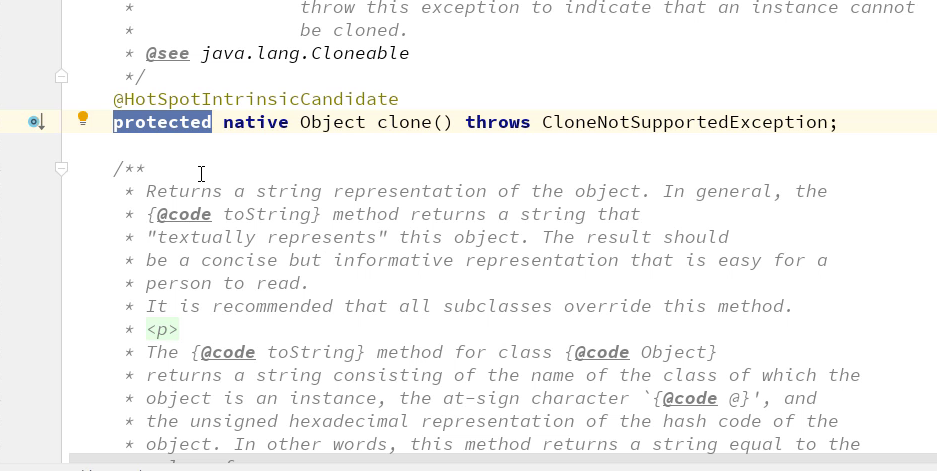 *               throw this exception to indicate that an instance cannot
*               be cloned.
* @see java.lang.Cloneable
*/
@HotSpotIntrinsicCandidate
protected native Object clone() throws CloneNotSupportedException;
/**
* Returns a string representation of the object. In general, the
* {@code toString} method returns a string that
* "textually represents" this object. The result should
* be a concise but informative representation that is easy for a
* person to read.
* It is recommended that all subclasses override this method.
* <p>
* The {@code toString} method for class {@code Object}
* returns a string consisting of the name of the class of which the
* object is an instance, the at-sign character `{@code @}', and
* the unsigned hexadecimal representation of the hash code of the
* object. In other words, this method returns a string equal to the